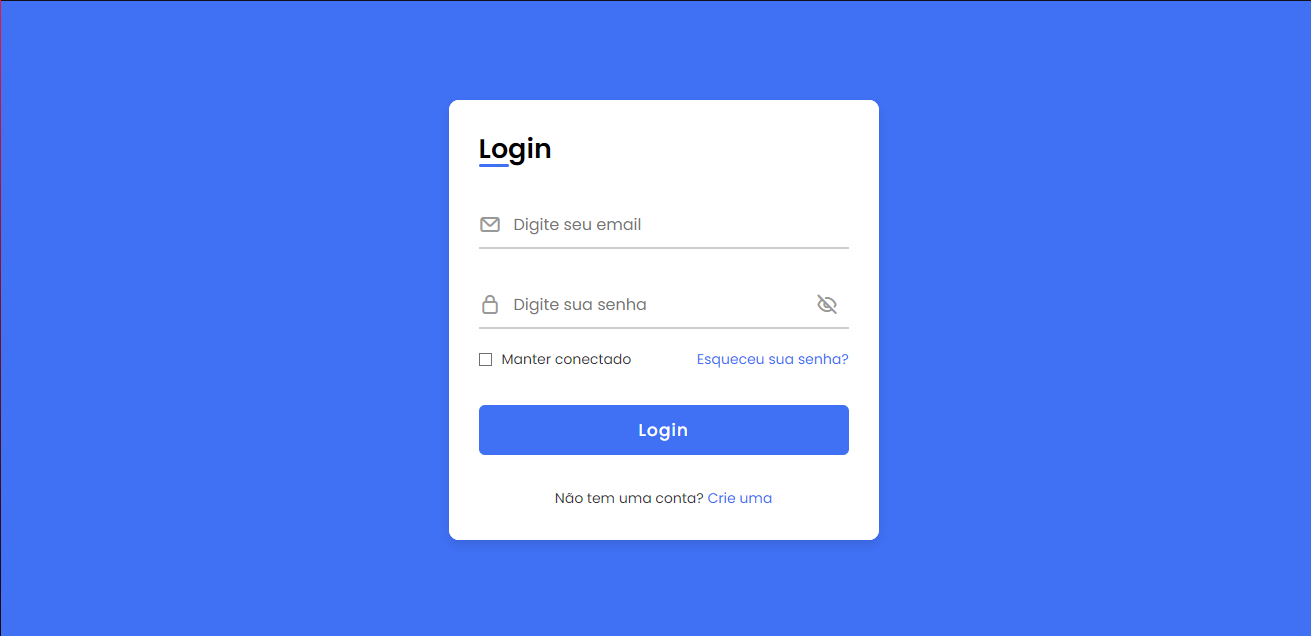 Login
Digite seu email
Digite sua senha
Manter conectado Esqueceu sua senha?
Login
Não tem uma conta? Crie uma